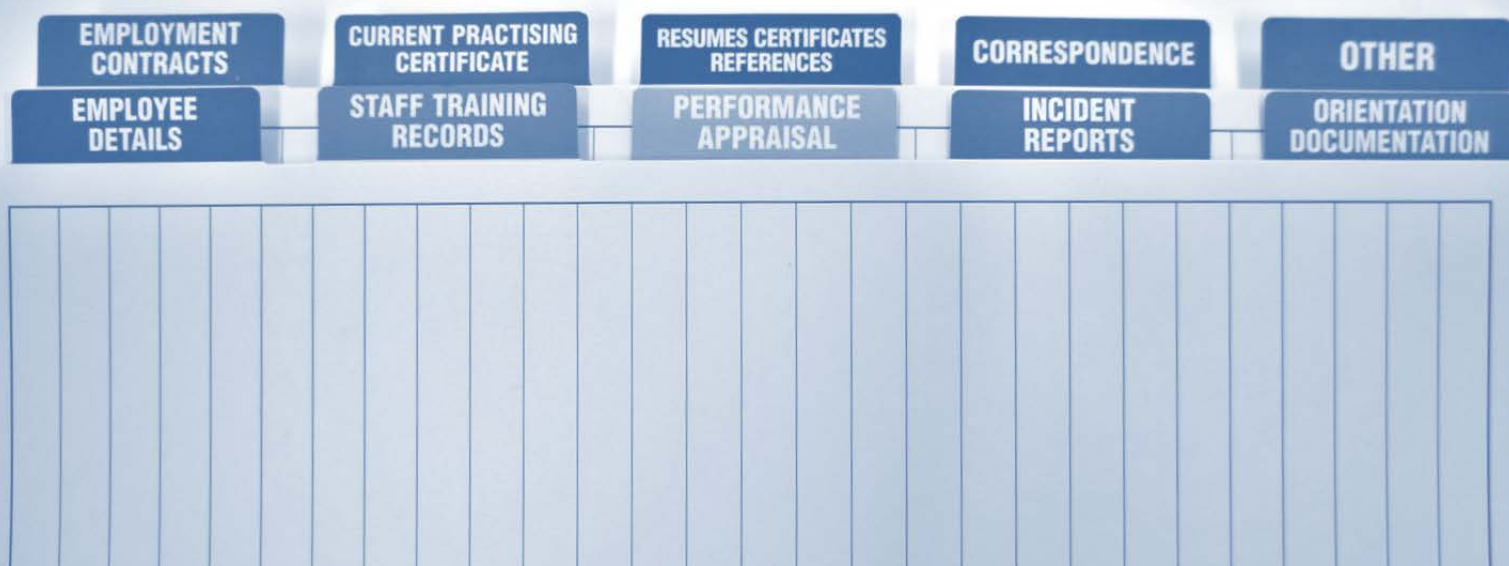 EMPLOYMENT
CONTRACTS
CURRENT PRACTISING
CERTIFICATE
RESUMES CERTIFICATES
REFERENCES
CORRESPONDENCE
OTHER
EMPLOYEE
DETAILS
STAFF TRAINING
RECORDS
PERFORMANCE
APPRAISAL
INCIDENT
REPORTS
ORIENTATION
DOCUMENTATION